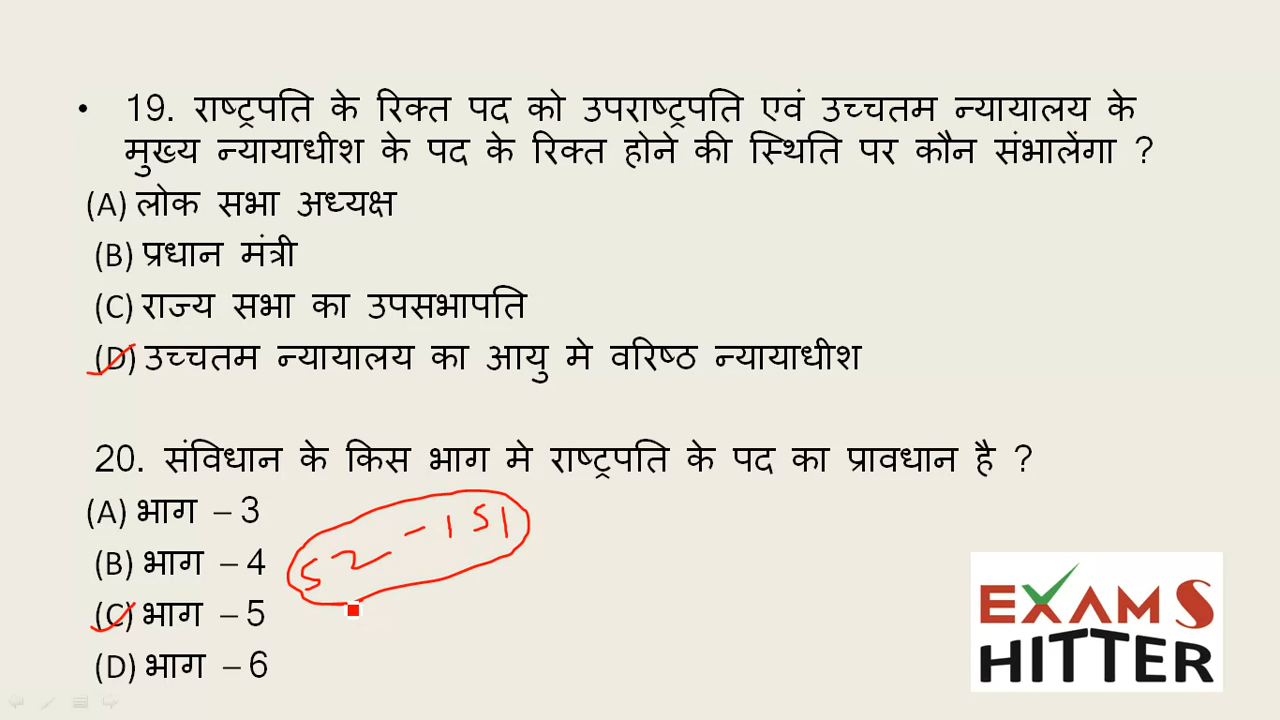 • 19. राष्ट्रपति के रिक्त पद को उपराष्ट्रपति एवं उच्चतम न्यायालय के
मुख्य न्यायाधीश के पद के रिक्त होने की स्थिति पर कौन संभालेंगा ?
(A) लोक सभा अध्यक्ष
(B) प्रधान मंत्री
(C) राज्य सभा का उपसभापति
(D) उच्चतम न्यायालय का आयु मे वरिष्ठ न्यायाधीश
20. संविधान के किस भाग मे राष्ट्रपति के पद का प्रावधान है ?
(A) भाग – 3
(B) भाग – 4
(C) भाग – 5
(D) भाग – 6
52 - 151
EXAMS
HITTER